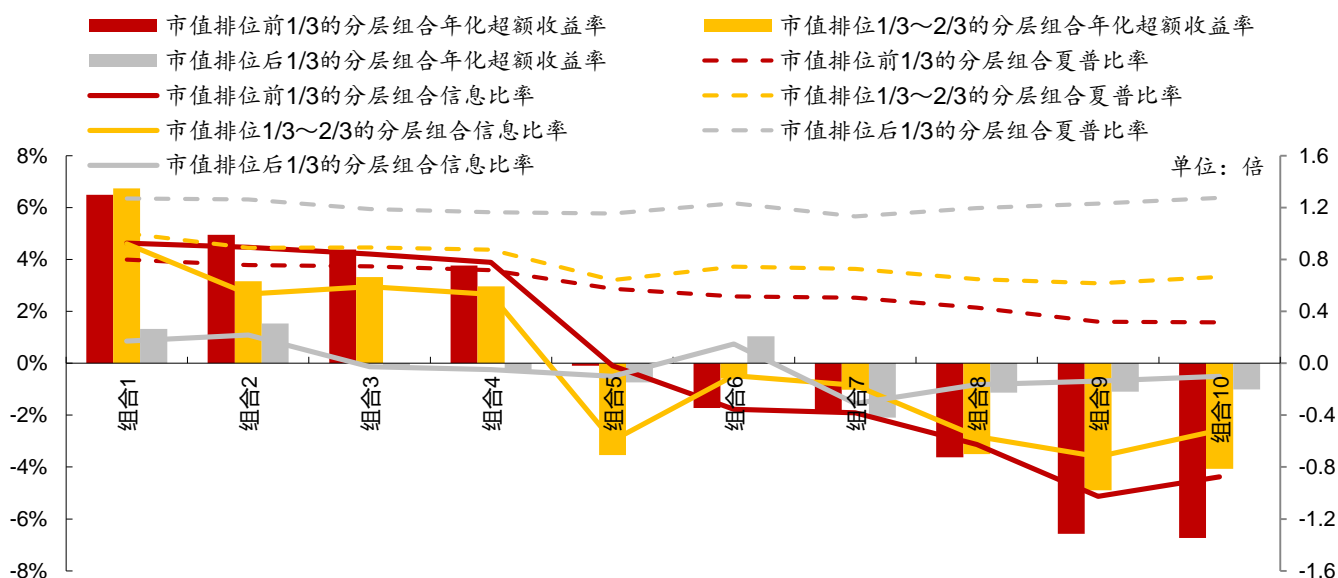 市值排位前1/3的分层组合年化超额收益率
市值排位1/3～2/3的分层组合年化超额收益率
市值排位后1/3的分层组合年化超额收益率
市值排位前1/3的分层组合夏普比率
市值排位前1/3的分层组合信息比率
市值排位1/3～2/3的分层组合夏普比率
市值排位1/3～2/3的分层组合信息比率
市值排位后1/3的分层组合夏普比率
市值排位后1/3的分层组合信息比率
单位：倍
8%
6%
4%
2%
0%
-2%
-4%
-6%
-8%
1.6
1.2
0.8
0.4
0.0
-0.4
-0.8
-1.2
-1.6
组合1
组合2
组合3
组合4
组合5
组合6
组合7
组合8
组合9
组合10